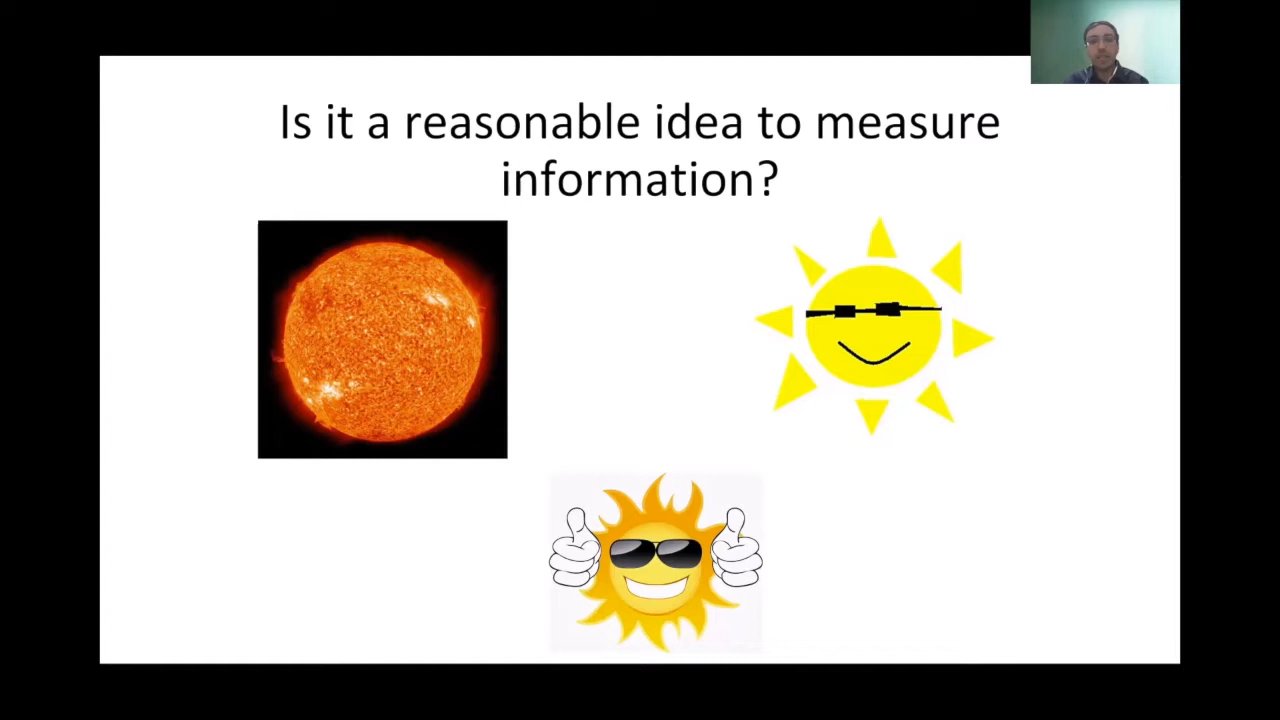 Is it a reasonable idea to measure
information?